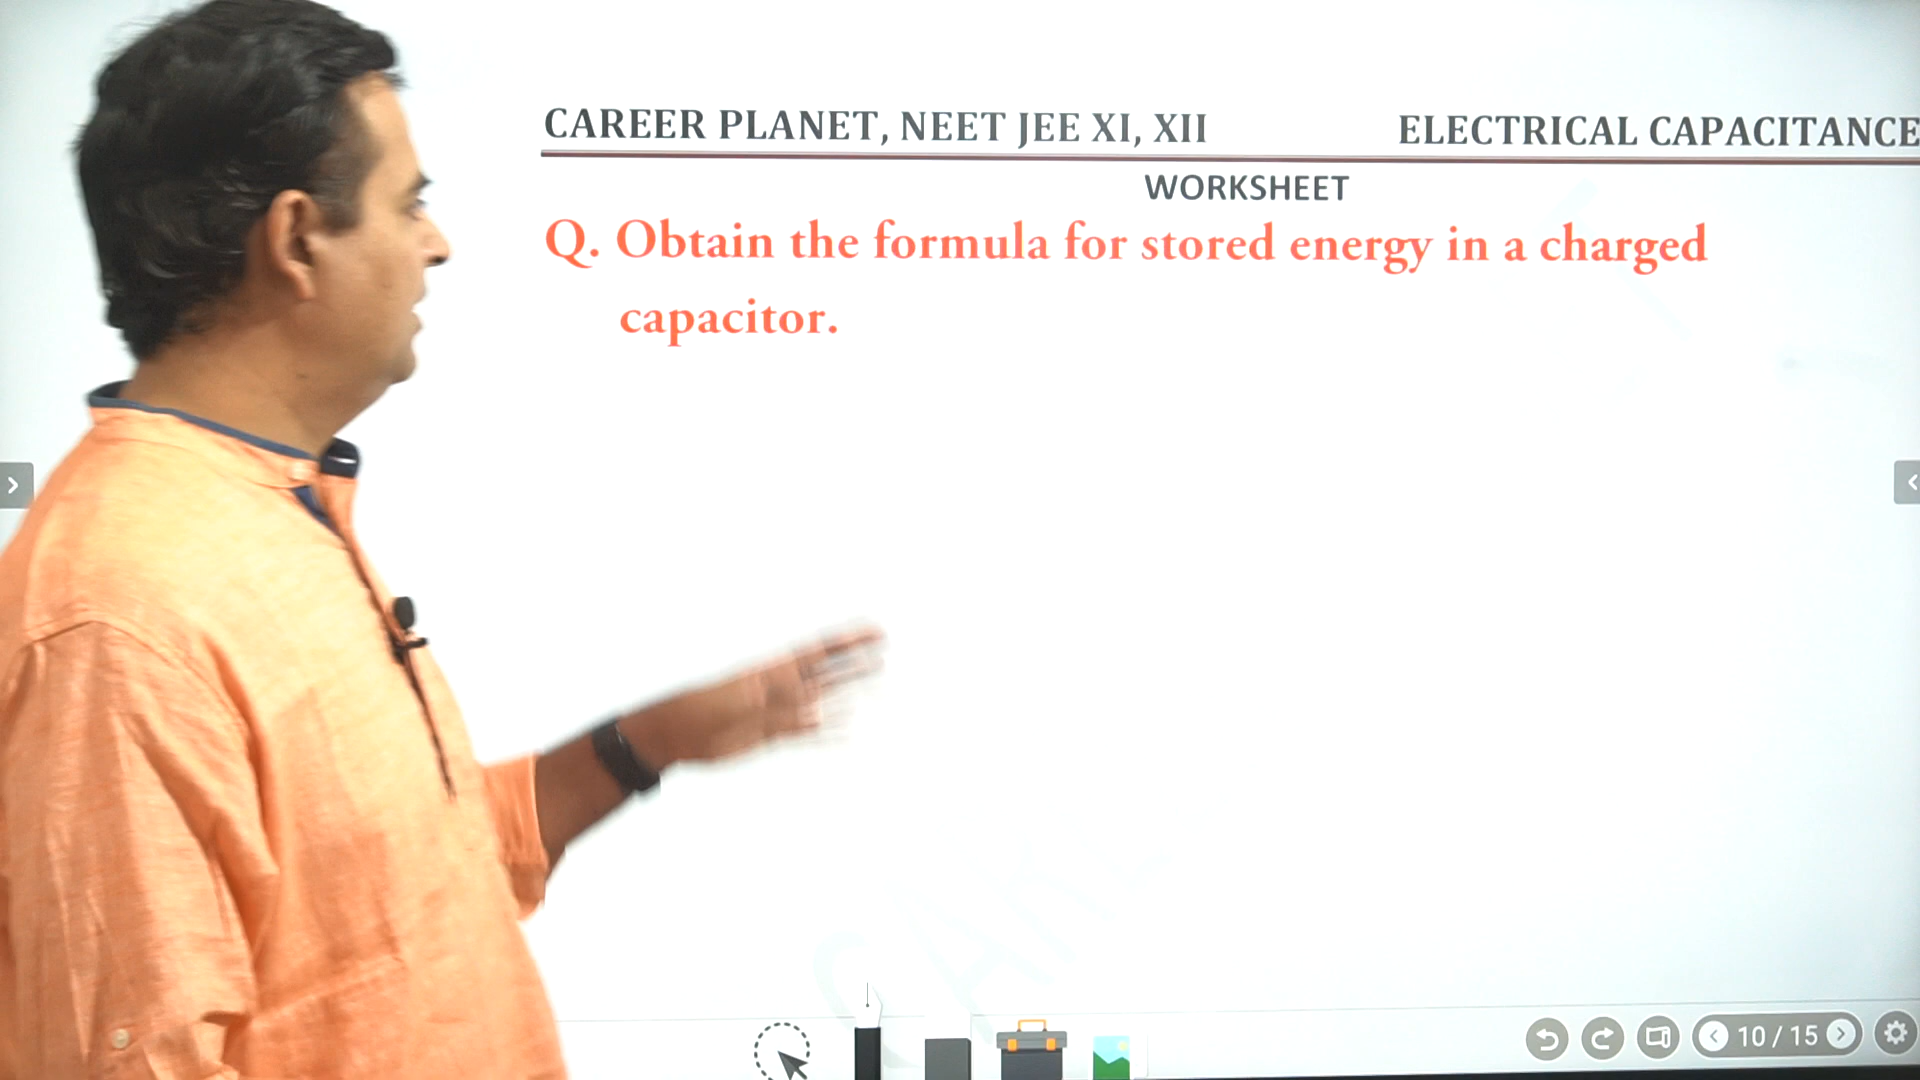 CAREER PLANET, NEET JEE XI, XII ELECTRICAL CAPACITANCE
WORKSHEET
Q. Obtain the formula for stored energy in a charged
capacitor.
10 / 15